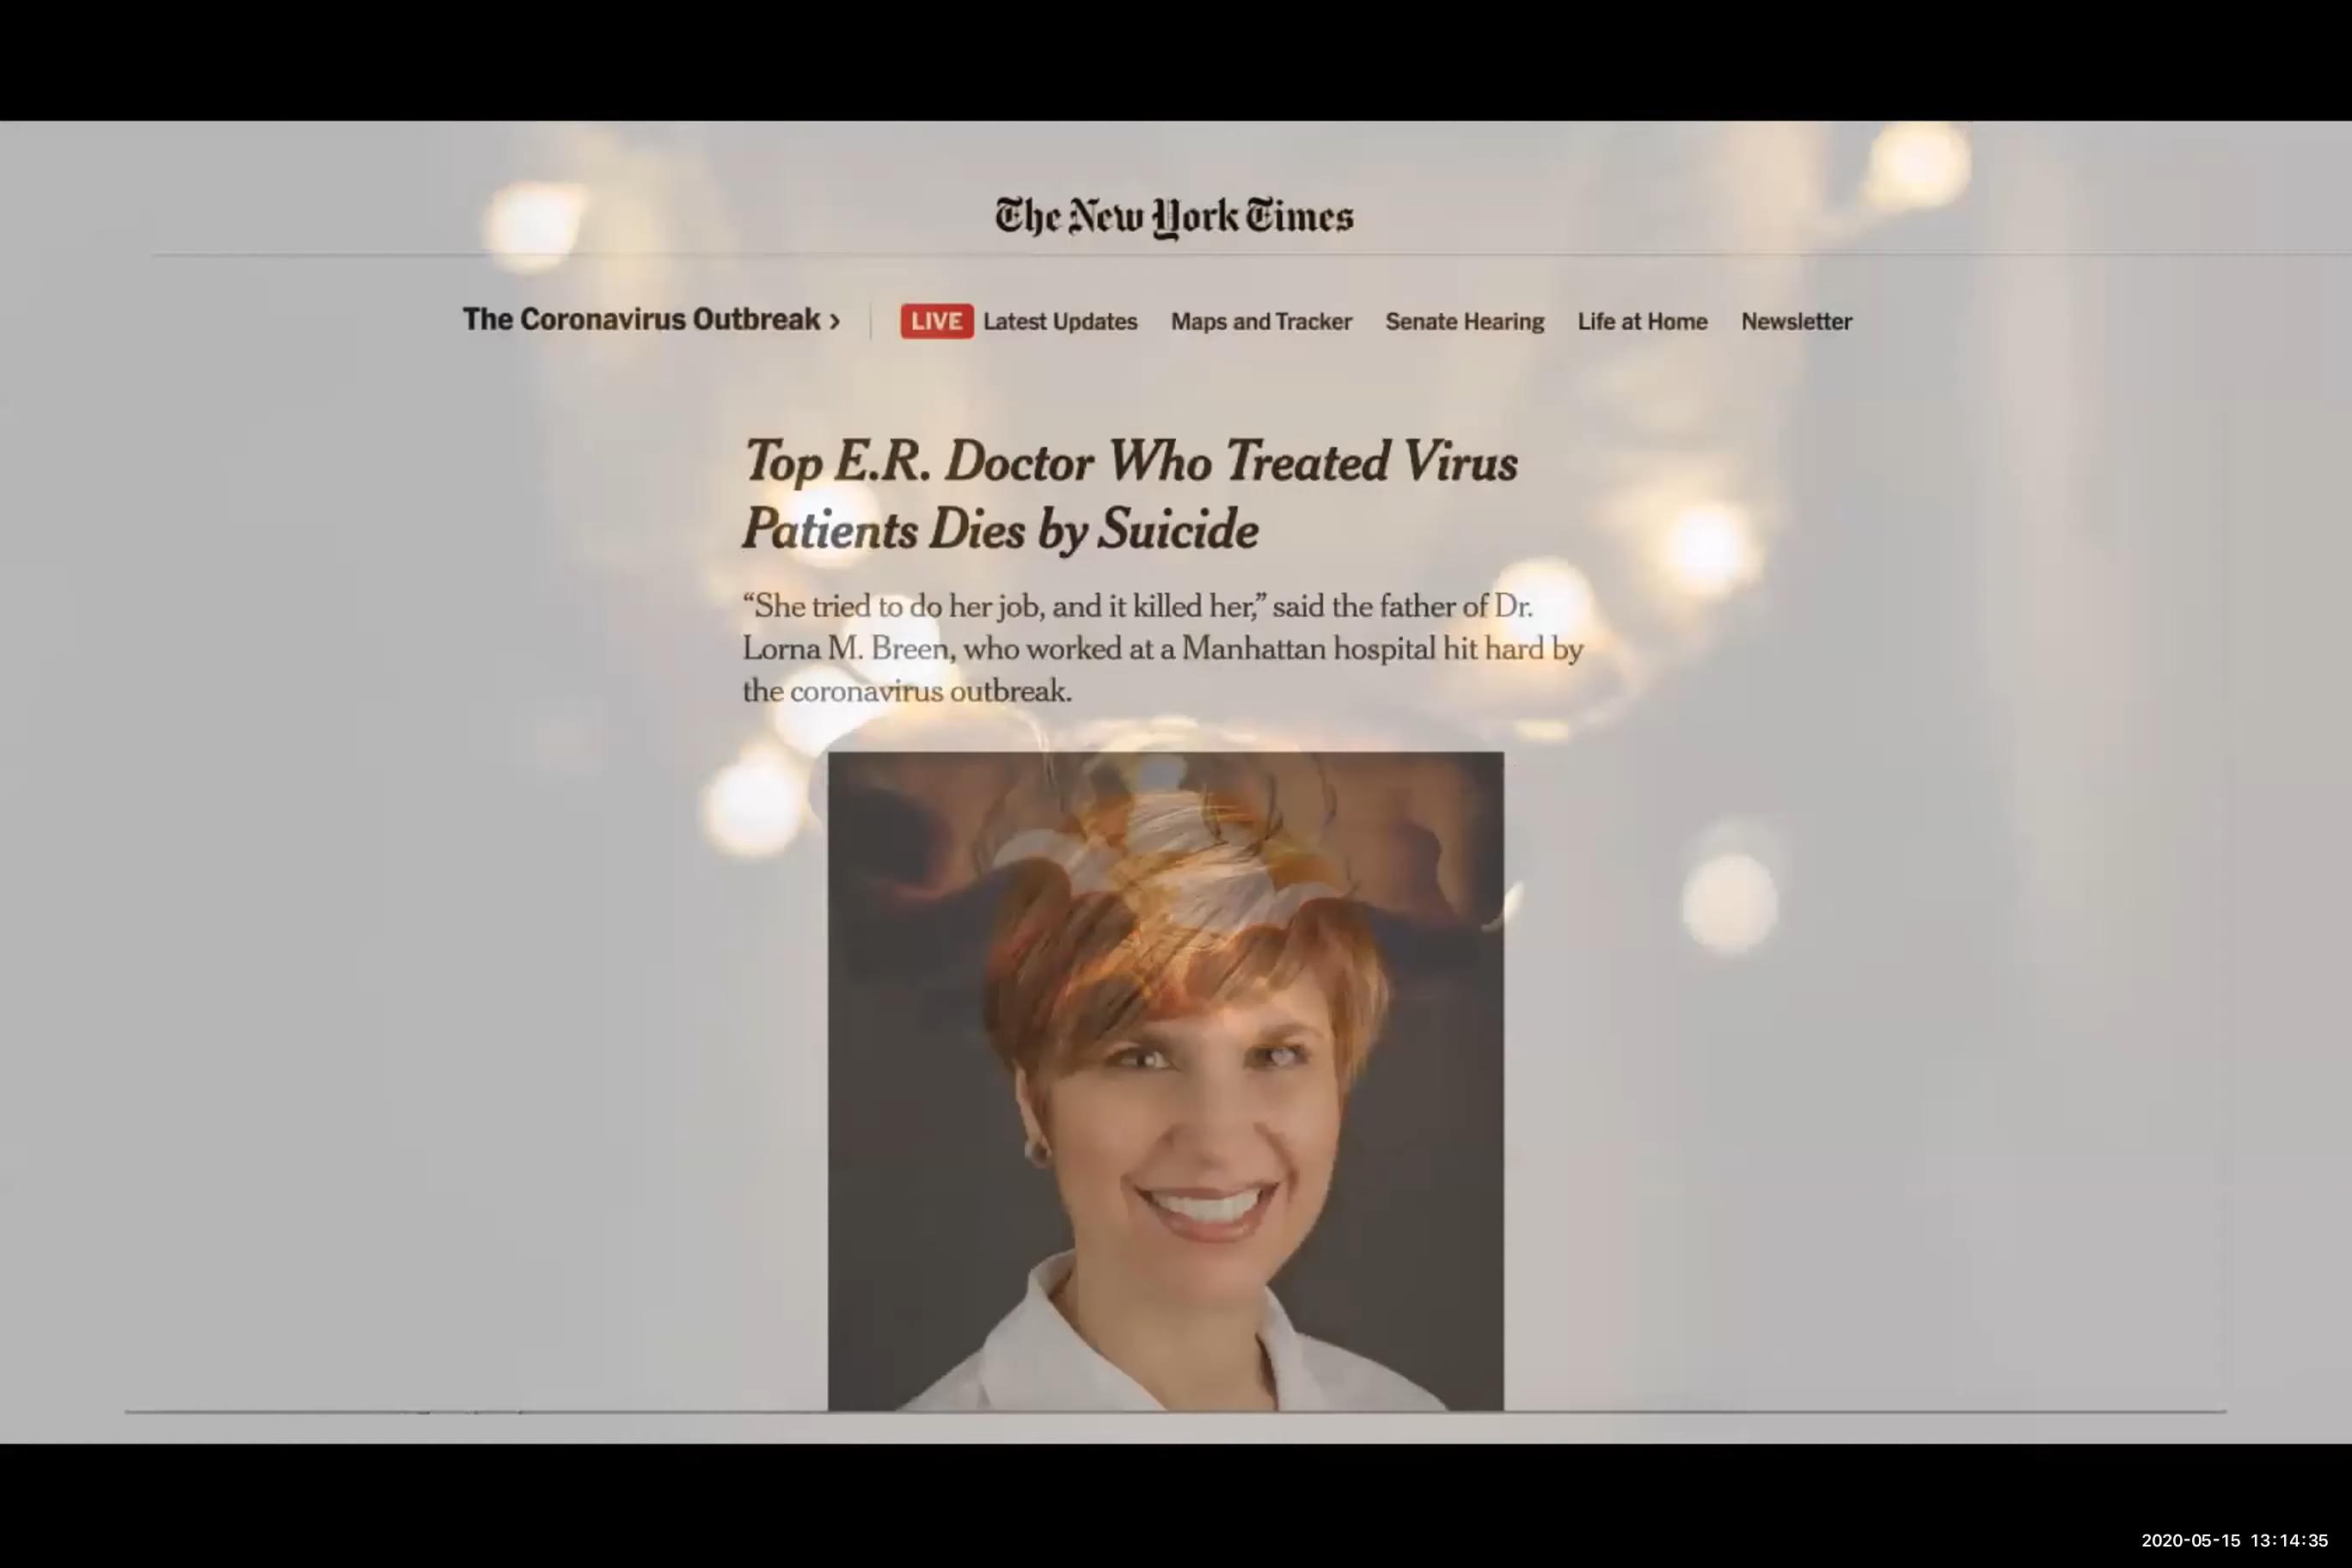 The New York Times
The Coronavirus Outbreak › LIVE Latest Updates Maps and Tracker Senate Hearing Life at Home Newsletter
Top E.R. Doctor Who Treated Virus
Patients Dies by Suicide
“She tried to do her job, and it killed her,” said the father of Dr.
Lorna M. Breen, who worked at a Manhattan hospital hit hard by
the coronavirus outbreak.
2020-05-15 13:14:35